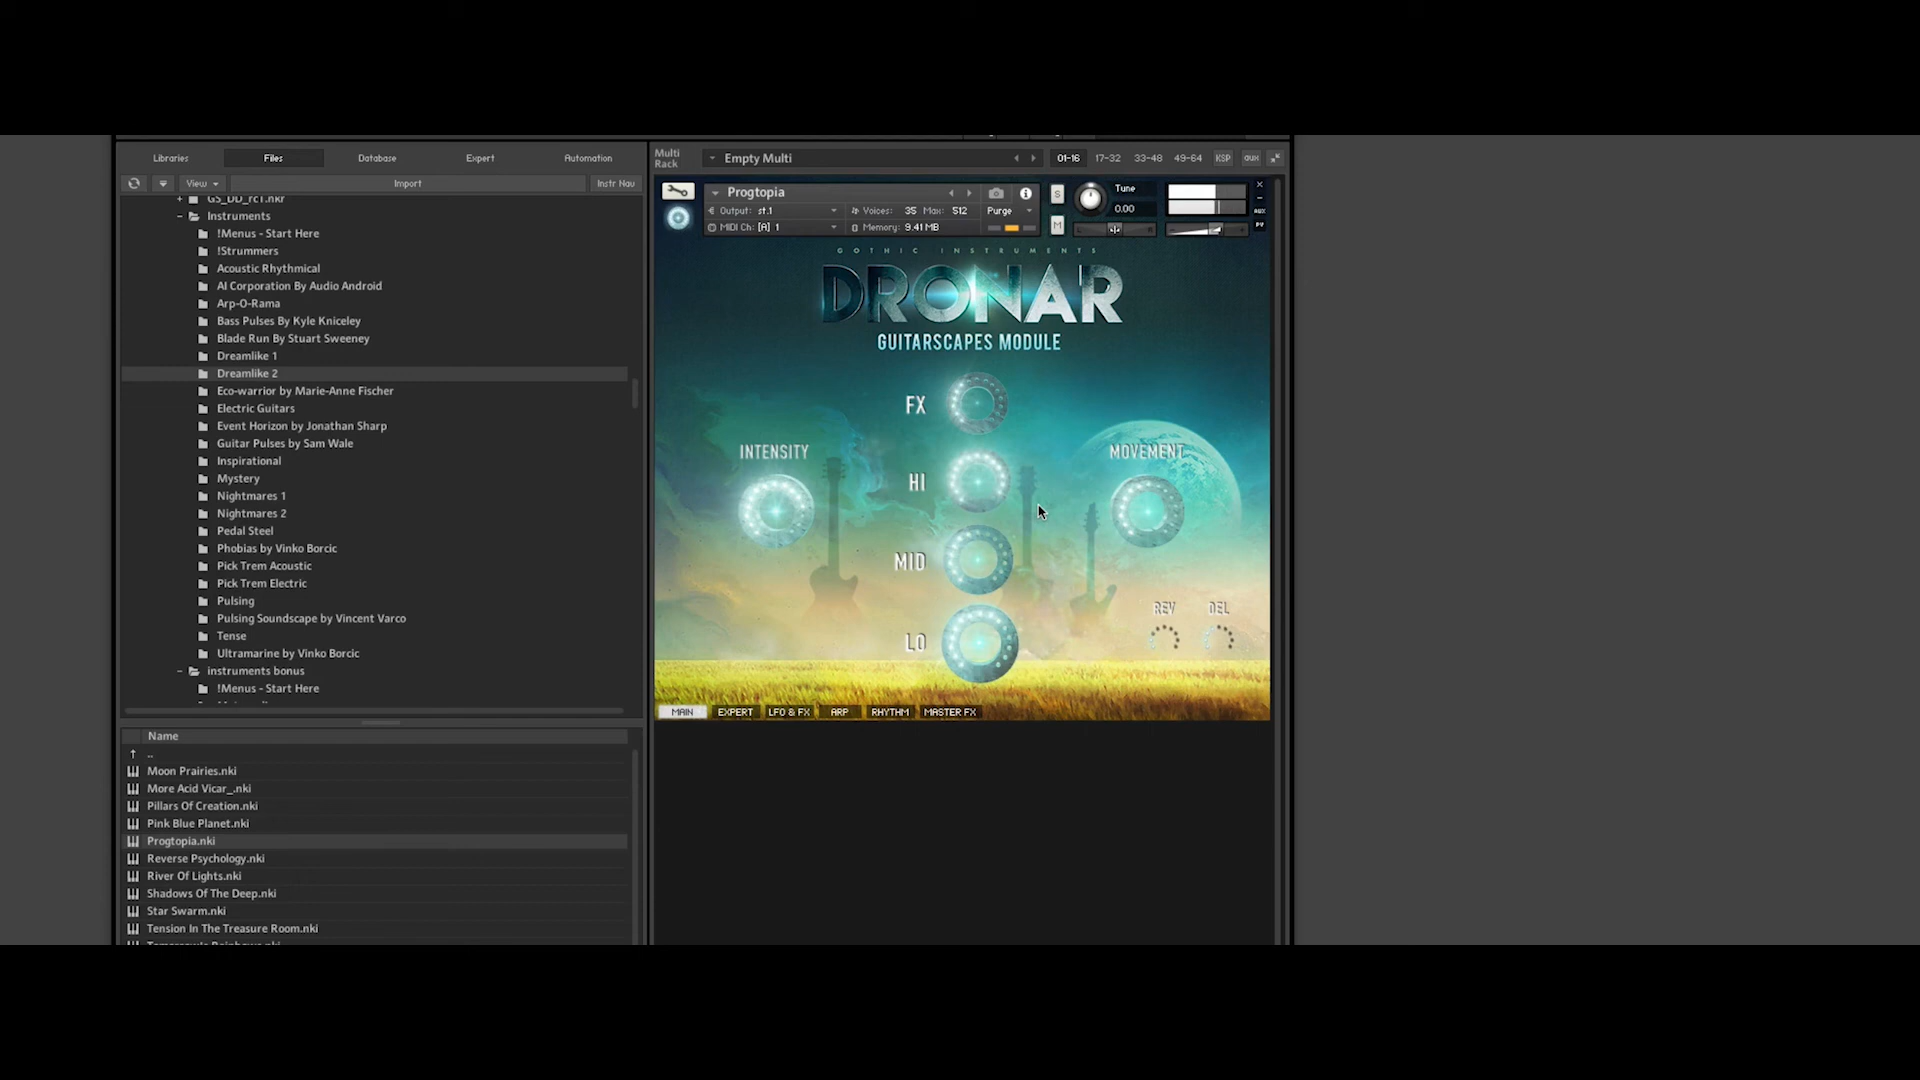 Libraries
Files
Database
Expert
Automation
View
Import
Instr Nav
GS_DD_rc1.nkr
Instruments
!Menus - Start Here
!Strummers
Acoustic Rhythmical
AI Corporation By Audio Android
Arp-O-Rama
Bass Pulses By Kyle Kniceley
Blade Run By Stuart Sweeney
Dreamlike 1
Dreamlike 2
Eco-warrior by Marie-Anne Fischer
Electric Guitars
Event Horizon by Jonathan Sharp
Guitar Pulses by Sam Wale
Inspirational
Mystery
Nightmares 1
Nightmares 2
Pedal Steel
Phobias by Vinko Borcic
Pick Trem Acoustic
Pick Trem Electric
Pulsing
Pulsing Soundscape by Vincent Varco
Tense
Ultramarine by Vinko Borcic
instruments bonus
!Menus - Start Here
Name
..
Moon Prairies.nki
More Acid Vicar_.nki
Pillars Of Creation.nki
Pink Blue Planet.nki
Progtopia.nki
Reverse Psychology.nki
River Of Lights.nki
Shadows Of The Deep.nki
Star Swarm.nki
Tension In The Treasure Room.nki
Multi
Rack
Empty Multi
01-16
17-32
33-48
49-64
KSP
aux
Progtopia
Output: st.1
Voices: 35 Max: 512
Purge
MIDI Ch: [A] 1
Memory: 9.41 MB
S
M
Tune
0.00
AUX
PV
GOTHIC INSTRUMENTS
DRONAR
GUITARSCAPES MODULE
FX
INTENSITY
MOVEMENT
HI
MID
REV
DEL
LO
MAIN
EXPERT
LFO & FX
ARP
RHYTHM
MASTER FX